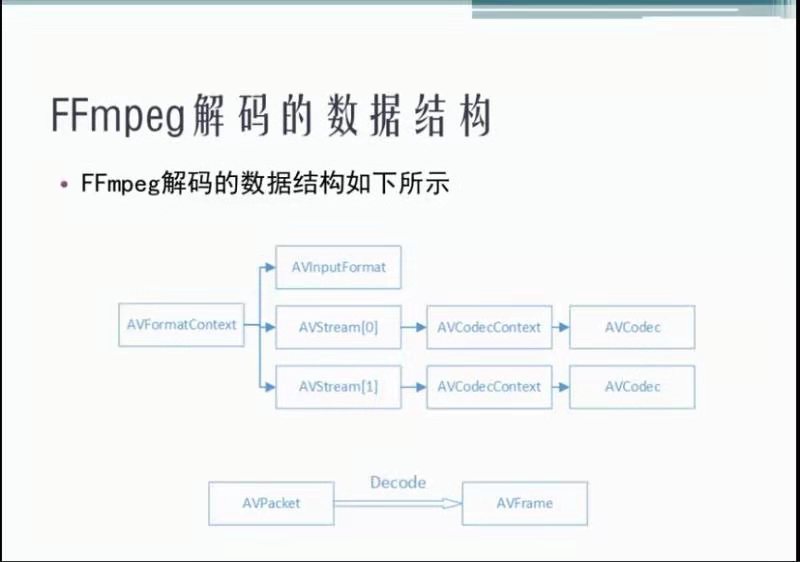 FFmpeg解码的数据结构
• FFmpeg解码的数据结构如下所示
AVInputFormat
AVFormatContext
AVStream[0]
AVCodecContext
AVCodec
AVStream[1]
AVCodecContext
AVCodec
Decode
AVPacket
AVFrame